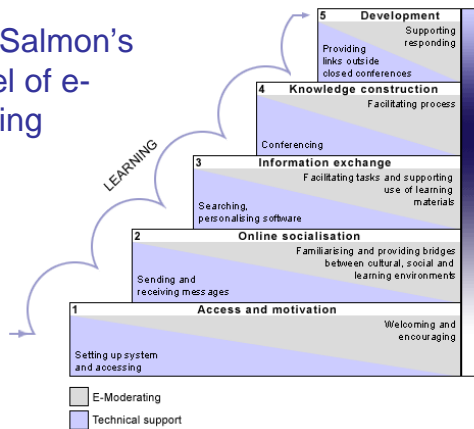 Salmon's
el of e-
ing
LEARNING
5 Development
Supporting
responding
Providing
links outside
closed conferences
4 Knowledge construction
Facilitating process
Conferencing
3 Information exchange
Facilitating tasks and supporting
use of learning
materials
Searching,
personalising software
2 Online socialisation
Familiarising and providing bridges
between cultural, social and
learning environments
Sending and
receiving messages
1 Access and motivation
Welcoming and
encouraging
Setting up system
and accessing
E-Moderating
Technical support